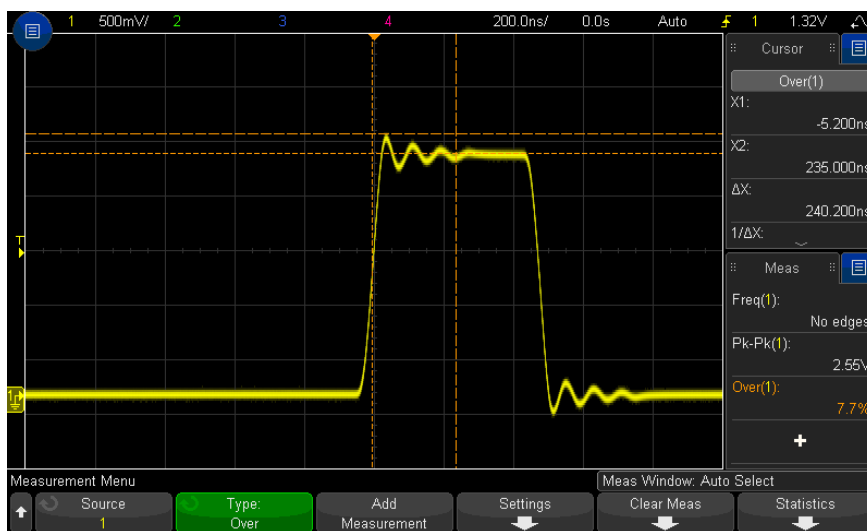 1 500mV/ 2 3 4 200.0ns/ 0.0s Auto 1 1.32V
Cursor
Over(1)
X1:
-5.200ns
X2:
235.000ns
ΔX:
240.200ns
1/ΔX:
T
Meas
Freq(1):
No edges
Pk-Pk(1):
2.55V
1
Over(1):
7.7%
+
Measurement Menu
Meas Window: Auto Select
Source
1
Type:
Over
Add
Measurement
Settings
Clear Meas
Statistics